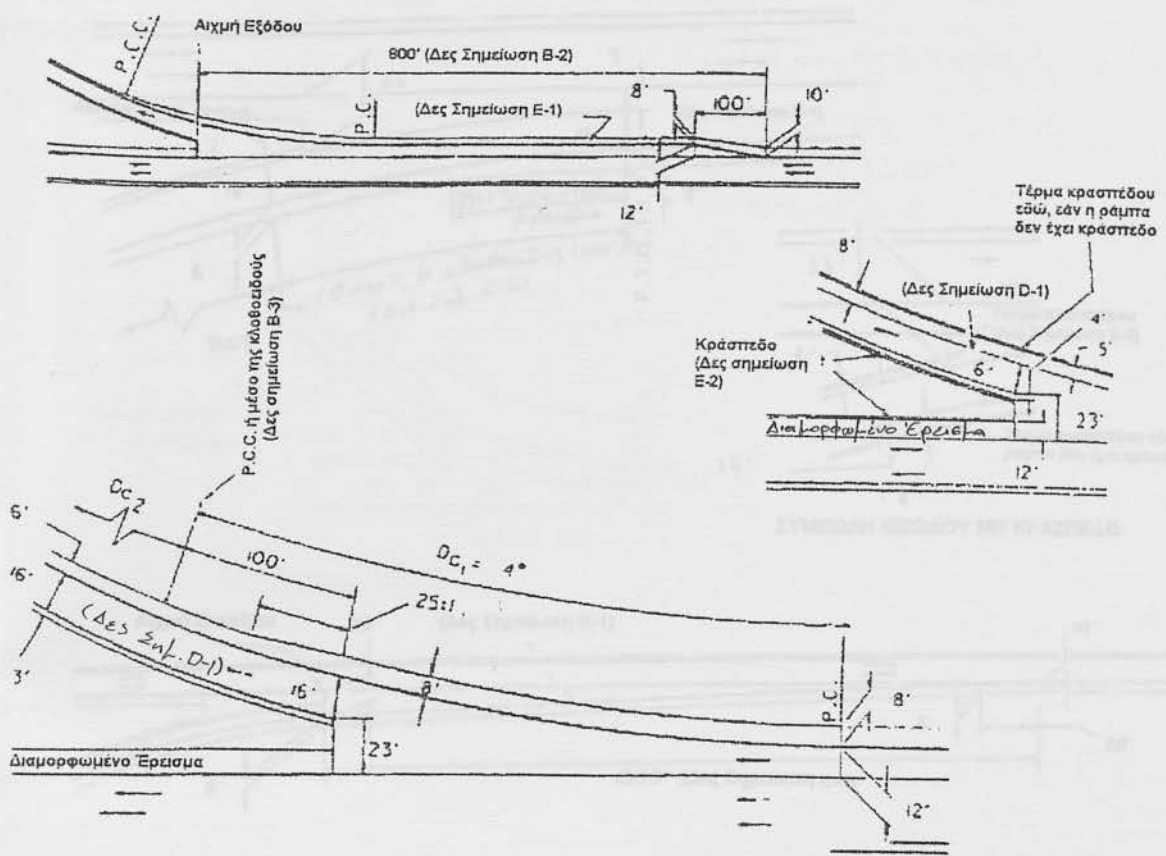 P.C.C.
Αιχμή Εξόδου
800' (Δες Σημείωση Β-2)
P.C.
(Δες Σημείωση Ε-1)
8'
100'
10'
12'
Τέρμα κρασπέδου
εδώ, εάν η ράμπα
δεν έχει κράσπεδο
8'
(Δες Σημείωση D-1)
4'
5'
Κράσπεδο
(Δες σημείωση
Ε-2)
6'
23'
Διαμορφωμένο Έρεισμα
12'
P.C.C. ή μέσο της κλοθοειδούς
(Δες σημείωση Β-3)
DC2
6'
100'
DC1 = 4°
16'
25:1
(Δες Σημ. D-1)
3'
16'
8'
P.C.
8'
23'
Διαμορφωμένο Έρεισμα
12'